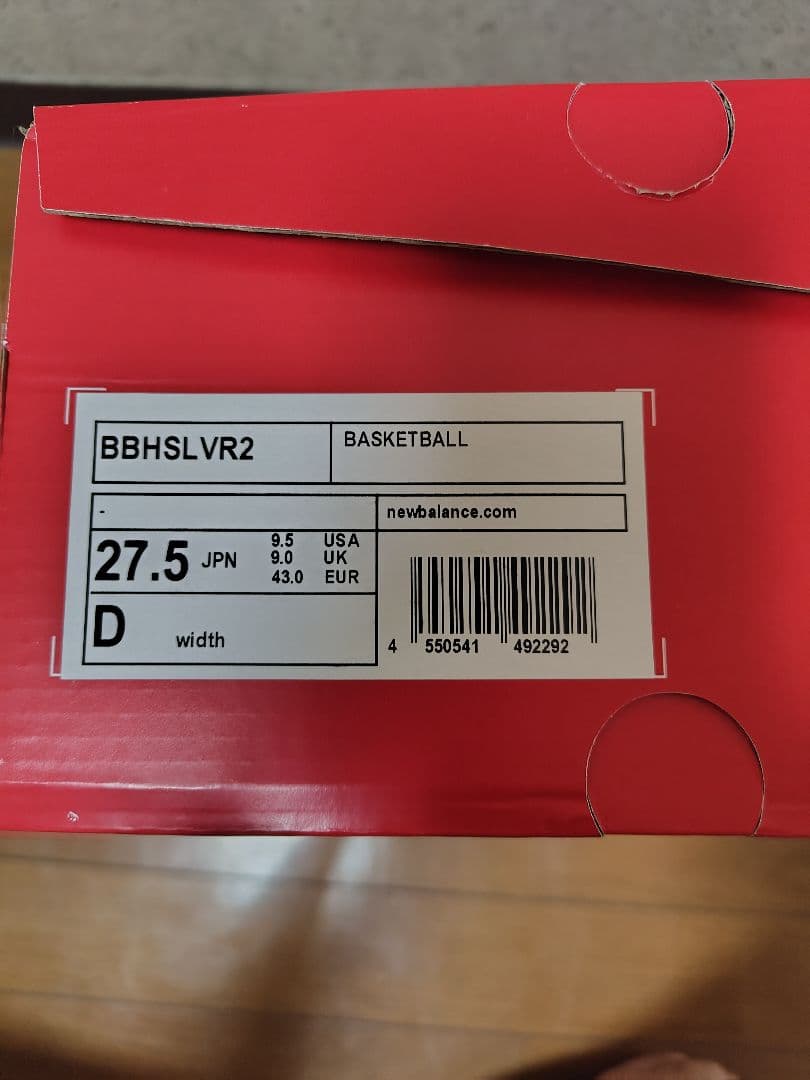 BBHSLVR2
BASKETBALL
-
newbalance.com
27.5 JPN
9.5 USA
9.0 UK
43.0 EUR
D width
4 550541 492292